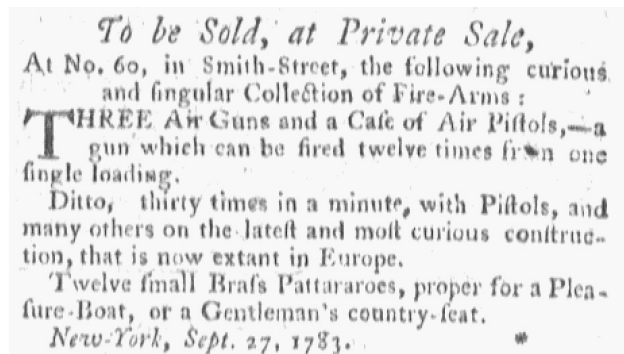 To be Sold, at Private Sale,
At No. 60, in Smith-Street, the following curious
and ſingular Collection of Fire-Arms :
THREE Air Guns and a Caſe of Air Piſtols,—a
gun which can be fired twelve times from one
ſingle loading.
Ditto, thirty times in a minute, with Piſtols, and
many others on the lateſt and moſt curious conſtruc-
tion, that is now extant in Europe.
Twelve ſmall Braſs Pattararoes, proper for a Plea-
ſure-Boat, or a Gentleman's country-ſeat.
New-York, Sept. 27, 1783. *